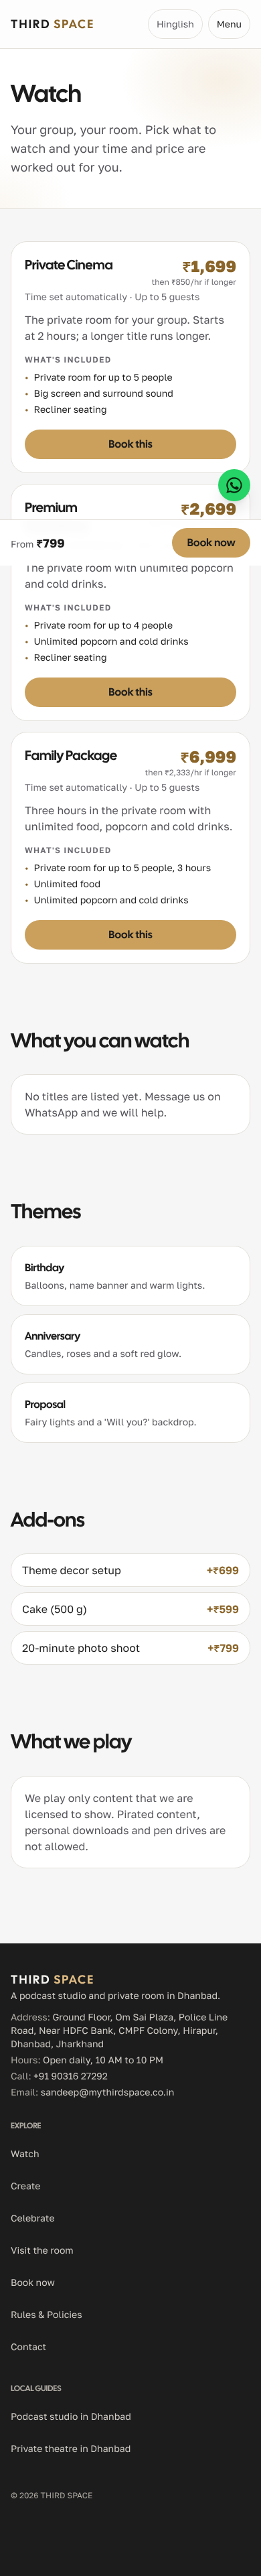 THIRD SPACE
Hinglish
Menu
Watch
Your group, your room. Pick what to
watch and your time and price are
worked out for you.
Private Cinema
₹1,699
then ₹850/hr if longer
Time set automatically · Up to 5 guests
The private room for your group. Starts
at 2 hours; a longer title runs longer.
WHAT'S INCLUDED
• Private room for up to 5 people
• Big screen and surround sound
• Recliner seating
Book this
Premium
₹2,699
From ₹799
Book now
The private room with unlimited popcorn
and cold drinks.
WHAT'S INCLUDED
• Private room for up to 4 people
• Unlimited popcorn and cold drinks
• Recliner seating
Book this
Family Package
₹6,999
then ₹2,333/hr if longer
Time set automatically · Up to 5 guests
Three hours in the private room with
unlimited food, popcorn and cold drinks.
WHAT'S INCLUDED
• Private room for up to 5 people, 3 hours
• Unlimited food
• Unlimited popcorn and cold drinks
Book this
What you can watch
No titles are listed yet. Message us on
WhatsApp and we will help.
Themes
Birthday
Balloons, name banner and warm lights.
Anniversary
Candles, roses and a soft red glow.
Proposal
Fairy lights and a 'Will you?' backdrop.
Add-ons
Theme decor setup
+₹699
Cake (500 g)
+₹599
20-minute photo shoot
+₹799
What we play
We play only content that we are
licensed to show. Pirated content,
personal downloads and pen drives are
not allowed.
THIRD SPACE
A podcast studio and private room in Dhanbad.
Address: Ground Floor, Om Sai Plaza, Police Line
Road, Near HDFC Bank, CMPF Colony, Hirapur,
Dhanbad, Jharkhand
Hours: Open daily, 10 AM to 10 PM
Call: +91 90316 27292
Email: sandeep@mythirdspace.co.in
EXPLORE
Watch
Create
Celebrate
Visit the room
Book now
Rules & Policies
Contact
LOCAL GUIDES
Podcast studio in Dhanbad
Private theatre in Dhanbad
© 2026 THIRD SPACE